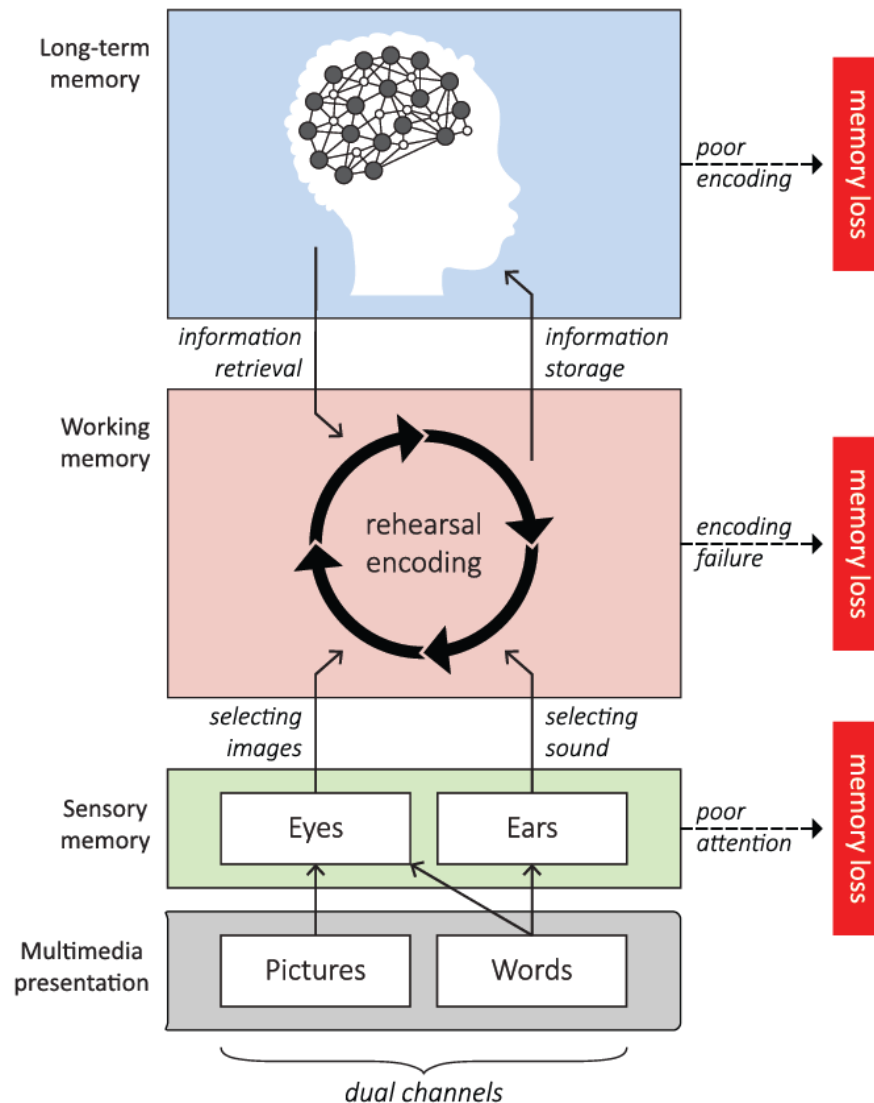 Long-term
memory
poor
encoding
memory loss
information
retrieval
information
storage
Working
memory
rehearsal
encoding
encoding
failure
memory loss
selecting
images
selecting
sound
Sensory
memory
Eyes
Ears
poor
attention
memory loss
Multimedia
presentation
Pictures
Words
dual channels